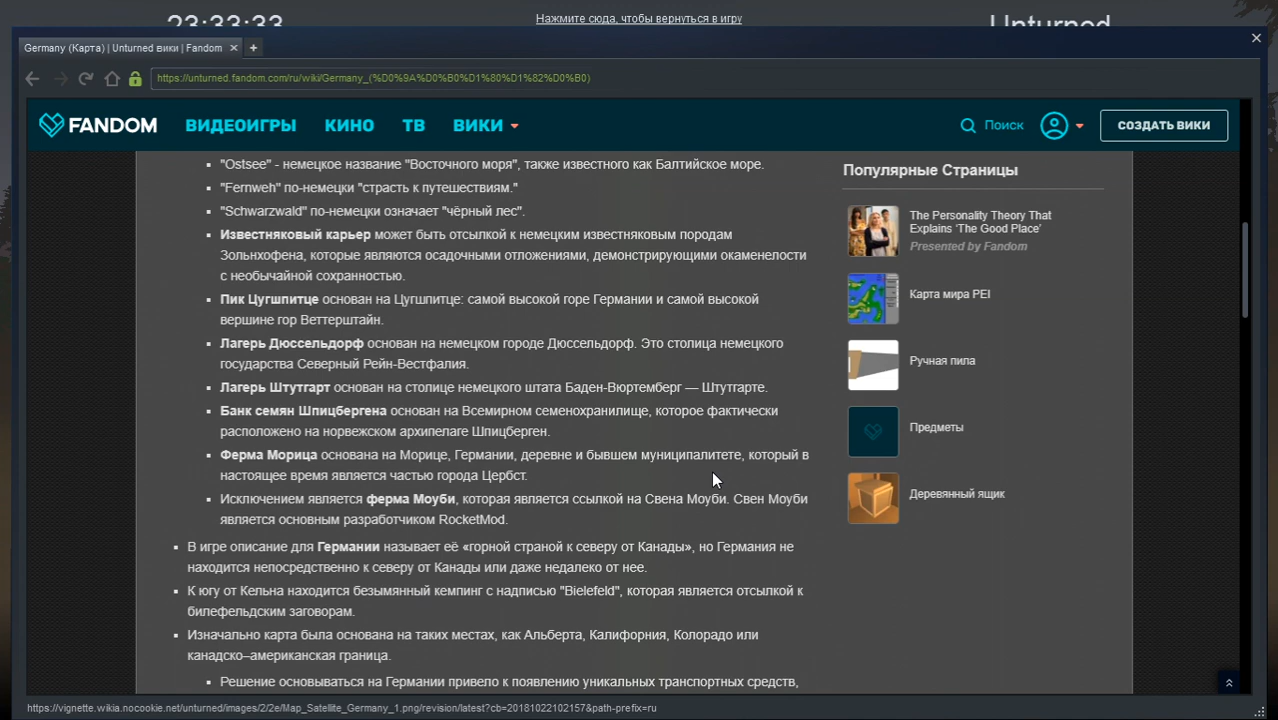 23:33:33
Нажмите сюда, чтобы вернуться в игру
Unturned
Germany (Карта) | Unturned вики | Fandom
https://unturned.fandom.com/ru/wiki/Germany_(%D0%9A%D0%B0%D1%80%D1%82%D0%B0)
FANDOM
ВИДЕОИГРЫ
КИНО
ТВ
ВИКИ
Поиск
СОЗДАТЬ ВИКИ
"Ostsee" - немецкое название "Восточного моря", также известного как Балтийское море.
"Fernweh" по-немецки "страсть к путешествиям."
"Schwarzwald" по-немецки означает "чёрный лес".
Известняковый карьер может быть отсылкой к немецким известняковым породам
Зольнхофена, которые являются осадочными отложениями, демонстрирующими окаменелости
с необычайной сохранностью.
Пик Цугшпитце основан на Цугшпитце: самой высокой горе Германии и самой высокой
вершине гор Веттерштайн.
Лагерь Дюссельдорф основан на немецком городе Дюссельдорф. Это столица немецкого
государства Северный Рейн-Вестфалия.
Лагерь Штутгарт основан на столице немецкого штата Баден-Вюртемберг — Штутгарте.
Банк семян Шпицбергена основан на Всемирном семенохранилище, которое фактически
расположено на норвежском архипелаге Шпицберген.
Ферма Морица основана на Морице, Германии, деревне и бывшем муниципалитете, который в
настоящее время является частью города Цербст.
Исключением является ферма Моуби, которая является ссылкой на Свена Моуби. Свен Моуби
является основным разработчиком RocketMod.
В игре описание для Германии называет её «горной страной к северу от Канады», но Германия не
находится непосредственно к северу от Канады или даже недалеко от нее.
К югу от Кельна находится безымянный кемпинг с надписью "Bielefeld", которая является отсылкой к
билефельдским заговорам.
Изначально карта была основана на таких местах, как Альберта, Калифорния, Колорадо или
канадско–американская граница.
Решение основываться на Германии привело к появлению уникальных транспортных средств,
Популярные Страницы
The Personality Theory That
Explains 'The Good Place'
Presented by Fandom
Карта мира PEI
Ручная пила
Предметы
Деревянный ящик
https://vignette.wikia.nocookie.net/unturned/images/2/2e/Map_Satellite_Germany_1.png/revision/latest?cb=20181022102157&path-prefix=ru